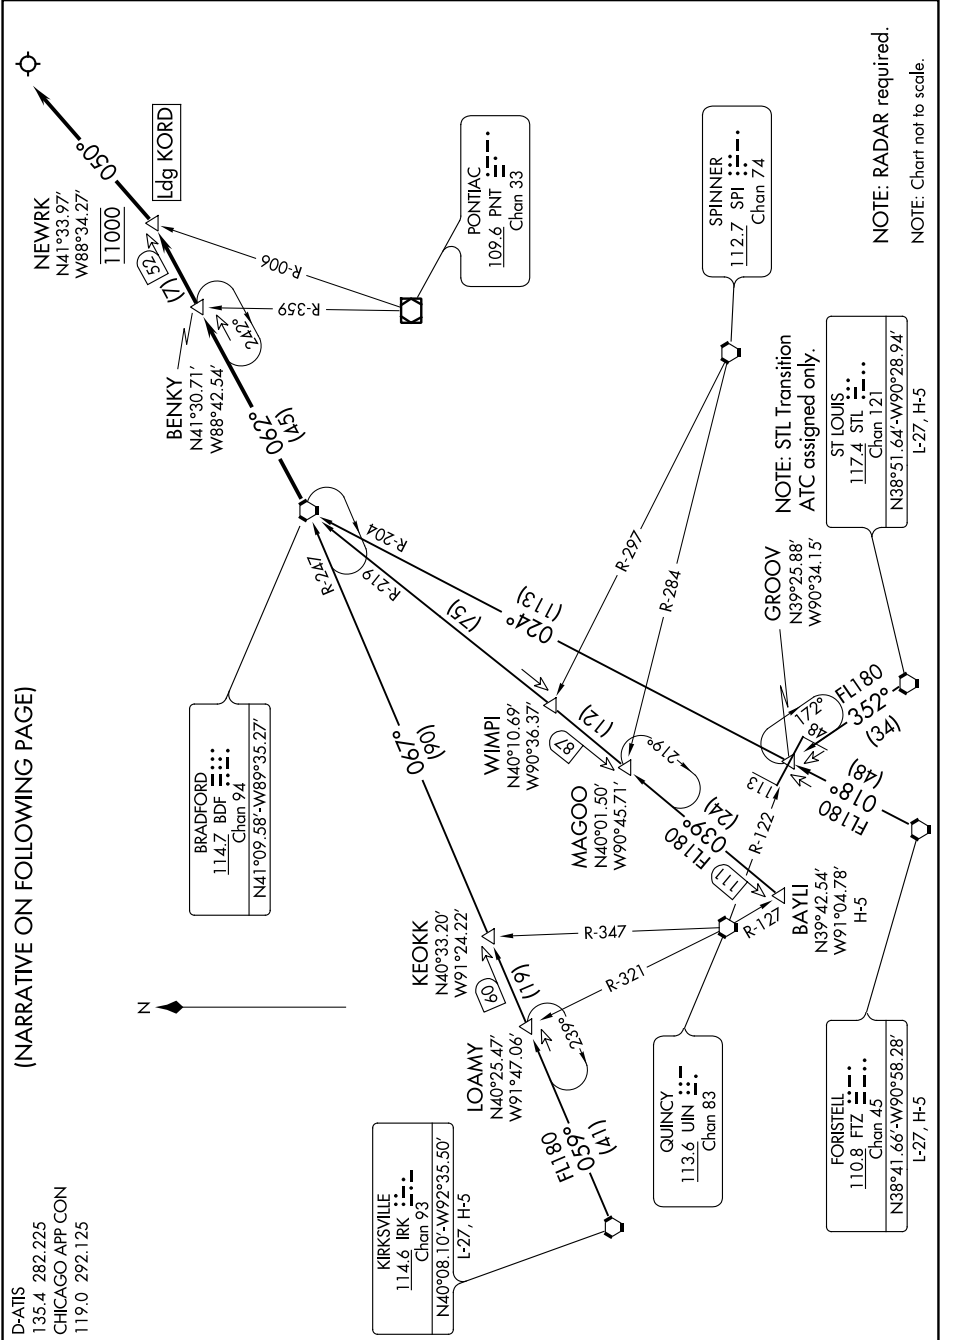 (NARRATIVE ON FOLLOWING PAGE)
D-ATIS
135.4 282.225
CHICAGO APP CON
119.0 292.125
KIRKSVILLE
114.6 IRK
Chan 93
N40°08.10'-W92°35.50'
L-27, H-5
FL180
059°
(41)
LOAMY
N40°25.47'
W91°47.06'
239°
(19)
60
KEOKK
N40°33.20'
W91°24.22'
067°
(90)
R-247
BRADFORD
114.7 BDF
Chan 94
N41°09.58'-W89°35.27'
N
QUINCY
113.6 UIN
Chan 83
R-321
R-347
R-127
R-122
FORISTELL
110.8 FTZ
Chan 45
N38°41.66'-W90°58.28'
L-27, H-5
FL180
018°
(48)
BAYLI
N39°42.54'
W91°04.78'
H-5
111
FL180
039°
(24)
MAGOO
N40°01.50'
W90°45.71'
219°
87
(12)
WIMPI
N40°10.69'
W90°36.37'
(75)
R-219
R-204
024°
(113)
GROOV
N39°25.88'
W90°34.15'
113
48
172°
FL180
352°
(34)
ST LOUIS
117.4 STL
Chan 121
N38°51.64'-W90°28.94'
L-27, H-5
NOTE: STL Transition
ATC assigned only.
R-297
R-284
SPINNER
112.7 SPI
Chan 74
062°
(45)
BENKY
N41°30.71'
W88°42.54'
242°
(7)
52
NEWRK
N41°33.97'
W88°34.27'
11000
Ldg KORD
050°
R-359
R-006
PONTIAC
109.6 PNT
Chan 33
NOTE: RADAR required.
NOTE: Chart not to scale.